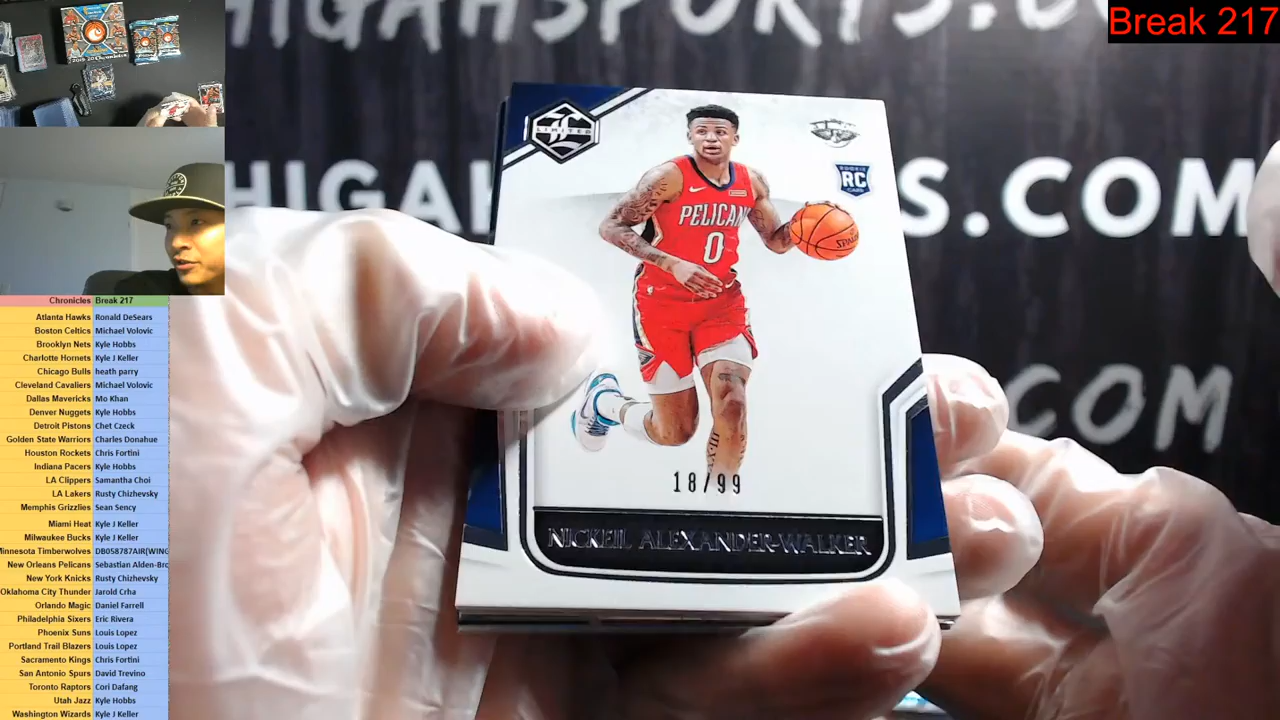 Break 217
HIGAHSPORTS.C
HIGAH
S.COM
COM
LIMITED
ROOKIE
RC
CARD
PELICAN
0
SPALDING
18/99
NICKEIL ALEXANDER-WALKER
Chronicles Break 217
Atlanta Hawks Ronald DeSears
Boston Celtics Michael Volovic
Brooklyn Nets Kyle Hobbs
Charlotte Hornets Kyle J Keller
Chicago Bulls heath parry
Cleveland Cavaliers Michael Volovic
Dallas Mavericks Mo Khan
Denver Nuggets Kyle Hobbs
Detroit Pistons Chet Czeck
Golden State Warriors Charles Donahue
Houston Rockets Chris Fortini
Indiana Pacers Kyle Hobbs
LA Clippers Samantha Choi
LA Lakers Rusty Chizhevsky
Memphis Grizzlies Sean Sency
Miami Heat Kyle J Keller
Milwaukee Bucks Kyle J Keller
Minnesota Timberwolves DB058787AIR(WING
New Orleans Pelicans Sebastian Alden-Bro
New York Knicks Rusty Chizhevsky
Oklahoma City Thunder Jarold Crha
Orlando Magic Daniel Farrell
Philadelphia Sixers Eric Rivera
Phoenix Suns Louis Lopez
Portland Trail Blazers Louis Lopez
Sacramento Kings Chris Fortini
San Antonio Spurs David Trevino
Toronto Raptors Cori Dafang
Utah Jazz Kyle Hobbs
Washington Wizards Kyle J Keller